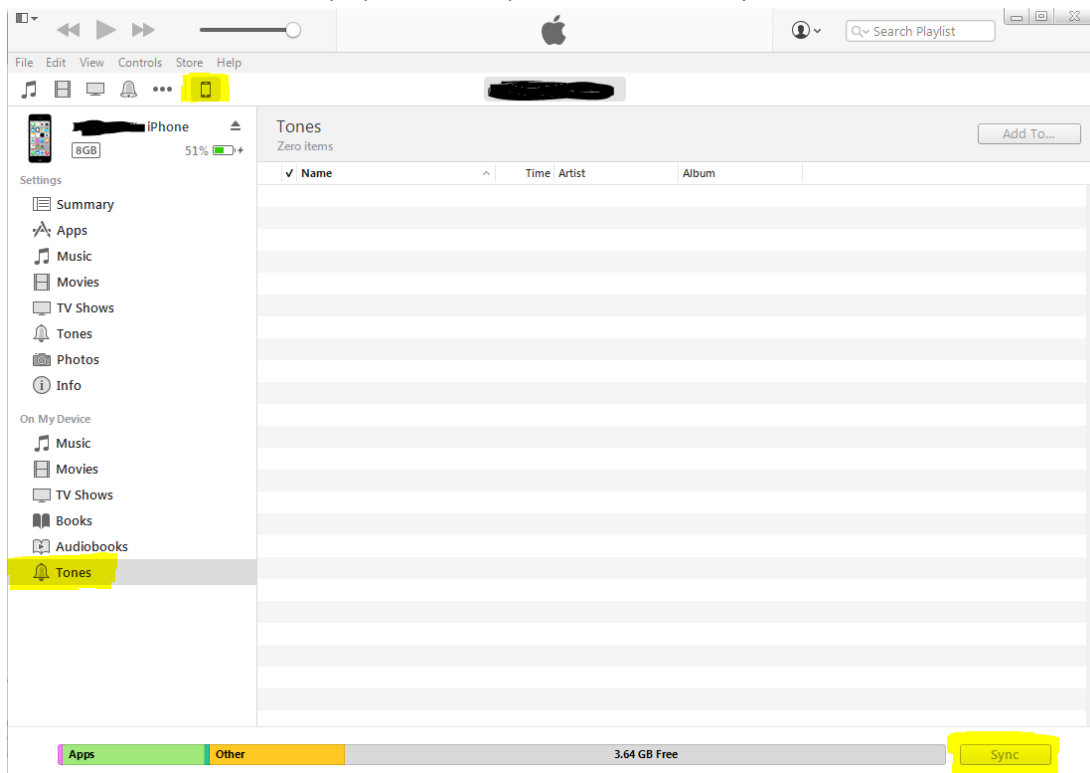 Search Playlist
File Edit View Controls Store Help
iPhone
8GB 51%
Tones
Zero items
Add To...
✓ Name Time Artist Album
Settings
Summary
Apps
Music
Movies
TV Shows
Tones
Photos
Info
On My Device
Music
Movies
TV Shows
Books
Audiobooks
Tones
Apps Other 3.64 GB Free Sync